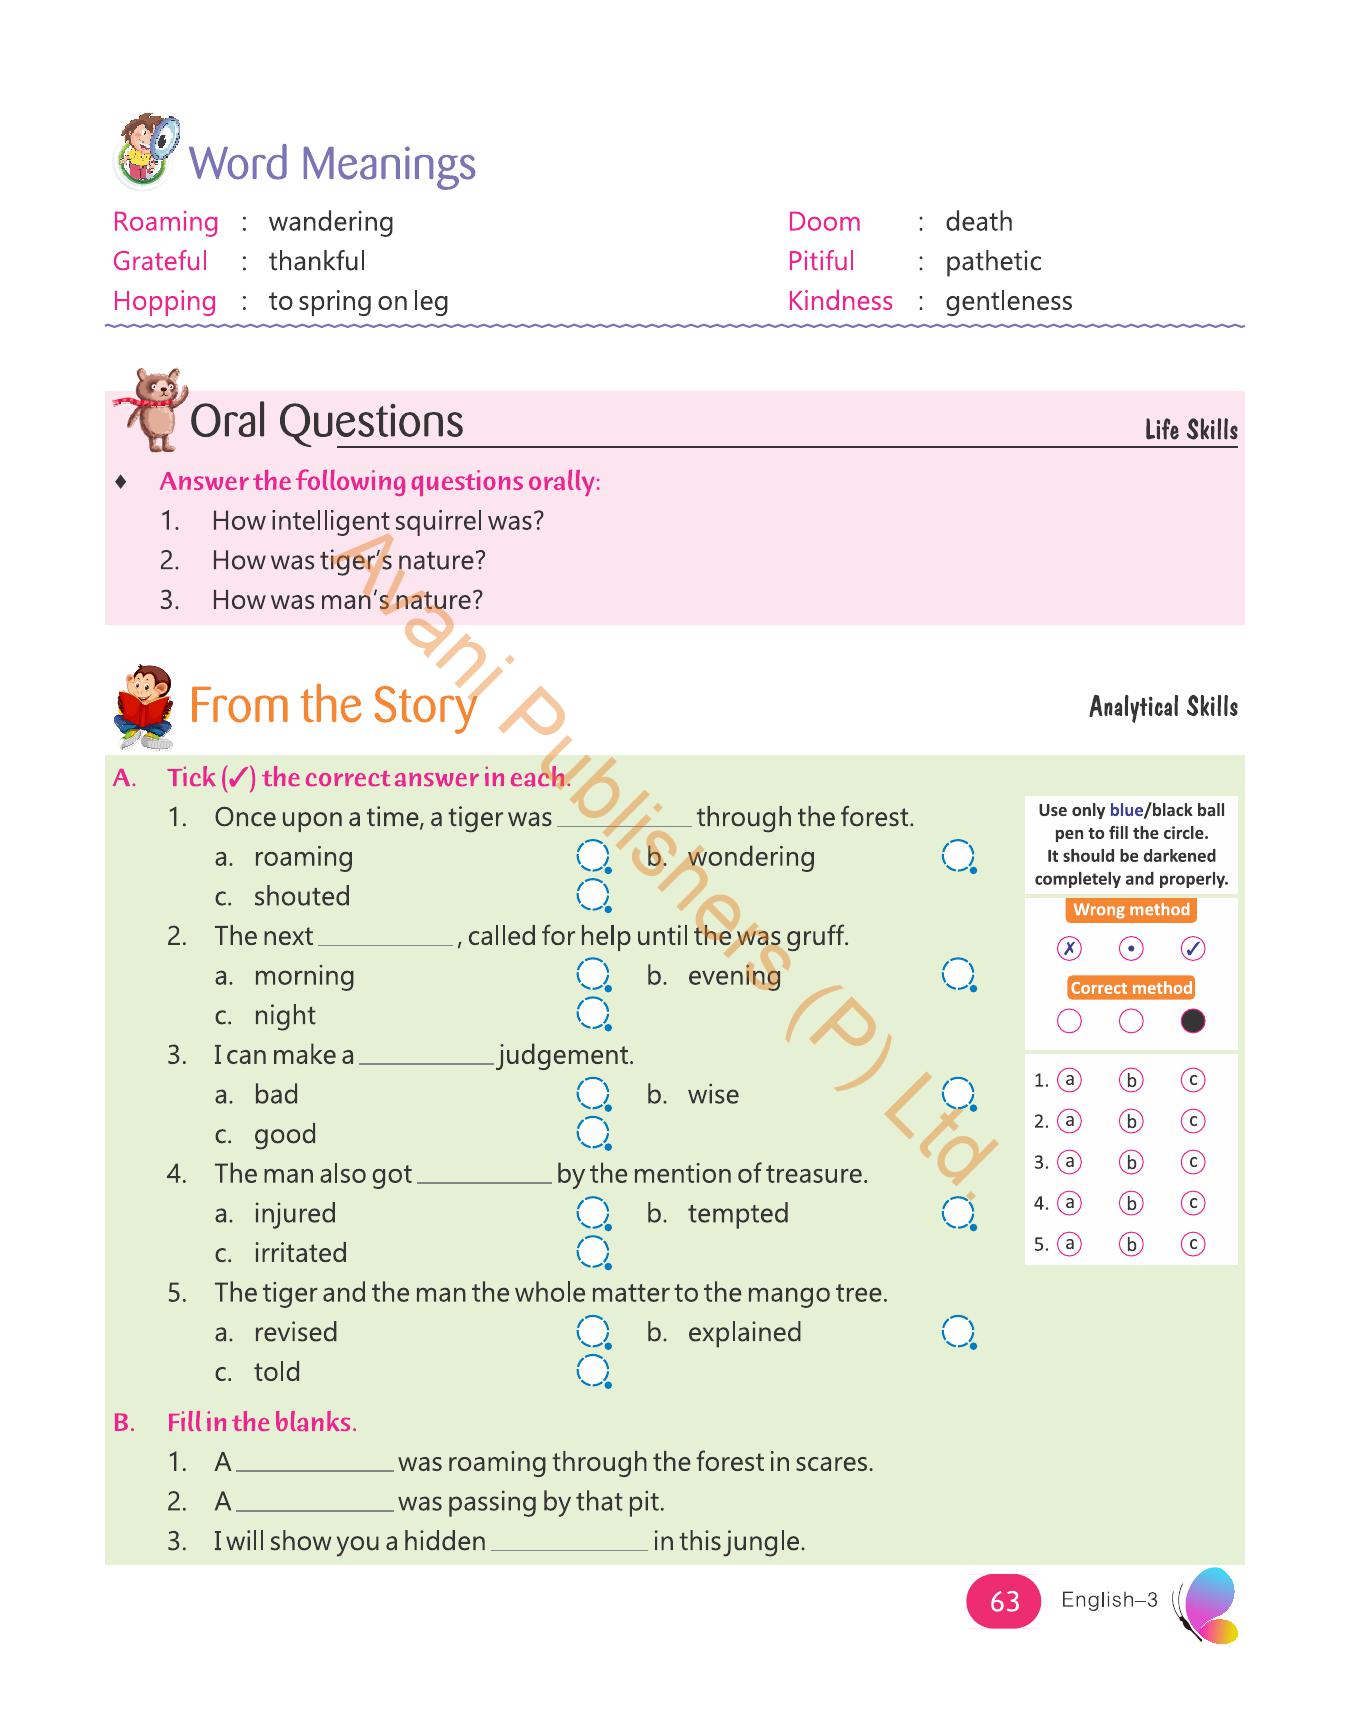 Word Meanings
Roaming : wandering Doom : death
Grateful : thankful Pitiful : pathetic
Hopping : to spring on leg Kindness : gentleness
Oral Questions Life Skills
♦ Answer the following questions orally:
1. How intelligent squirrel was?
2. How was tiger's nature?
3. How was man's nature?
From the Story Analytical Skills
A. Tick (✓) the correct answer in each.
1. Once upon a time, a tiger was __________ through the forest.
a. roaming b. wondering
c. shouted
2. The next __________ , called for help until the was gruff.
a. morning b. evening
c. night
3. I can make a __________ judgement.
a. bad b. wise
c. good
4. The man also got __________ by the mention of treasure.
a. injured b. tempted
c. irritated
5. The tiger and the man the whole matter to the mango tree.
a. revised b. explained
c. told
Use only blue/black ball
pen to fill the circle.
It should be darkened
completely and properly.
Wrong method
✗ • ✓
Correct method
1. a b c
2. a b c
3. a b c
4. a b c
5. a b c
B. Fill in the blanks.
1. A ____________ was roaming through the forest in scares.
2. A ____________ was passing by that pit.
3. I will show you a hidden ____________ in this jungle.
63 English–3
Avani Publishers (P) Ltd.